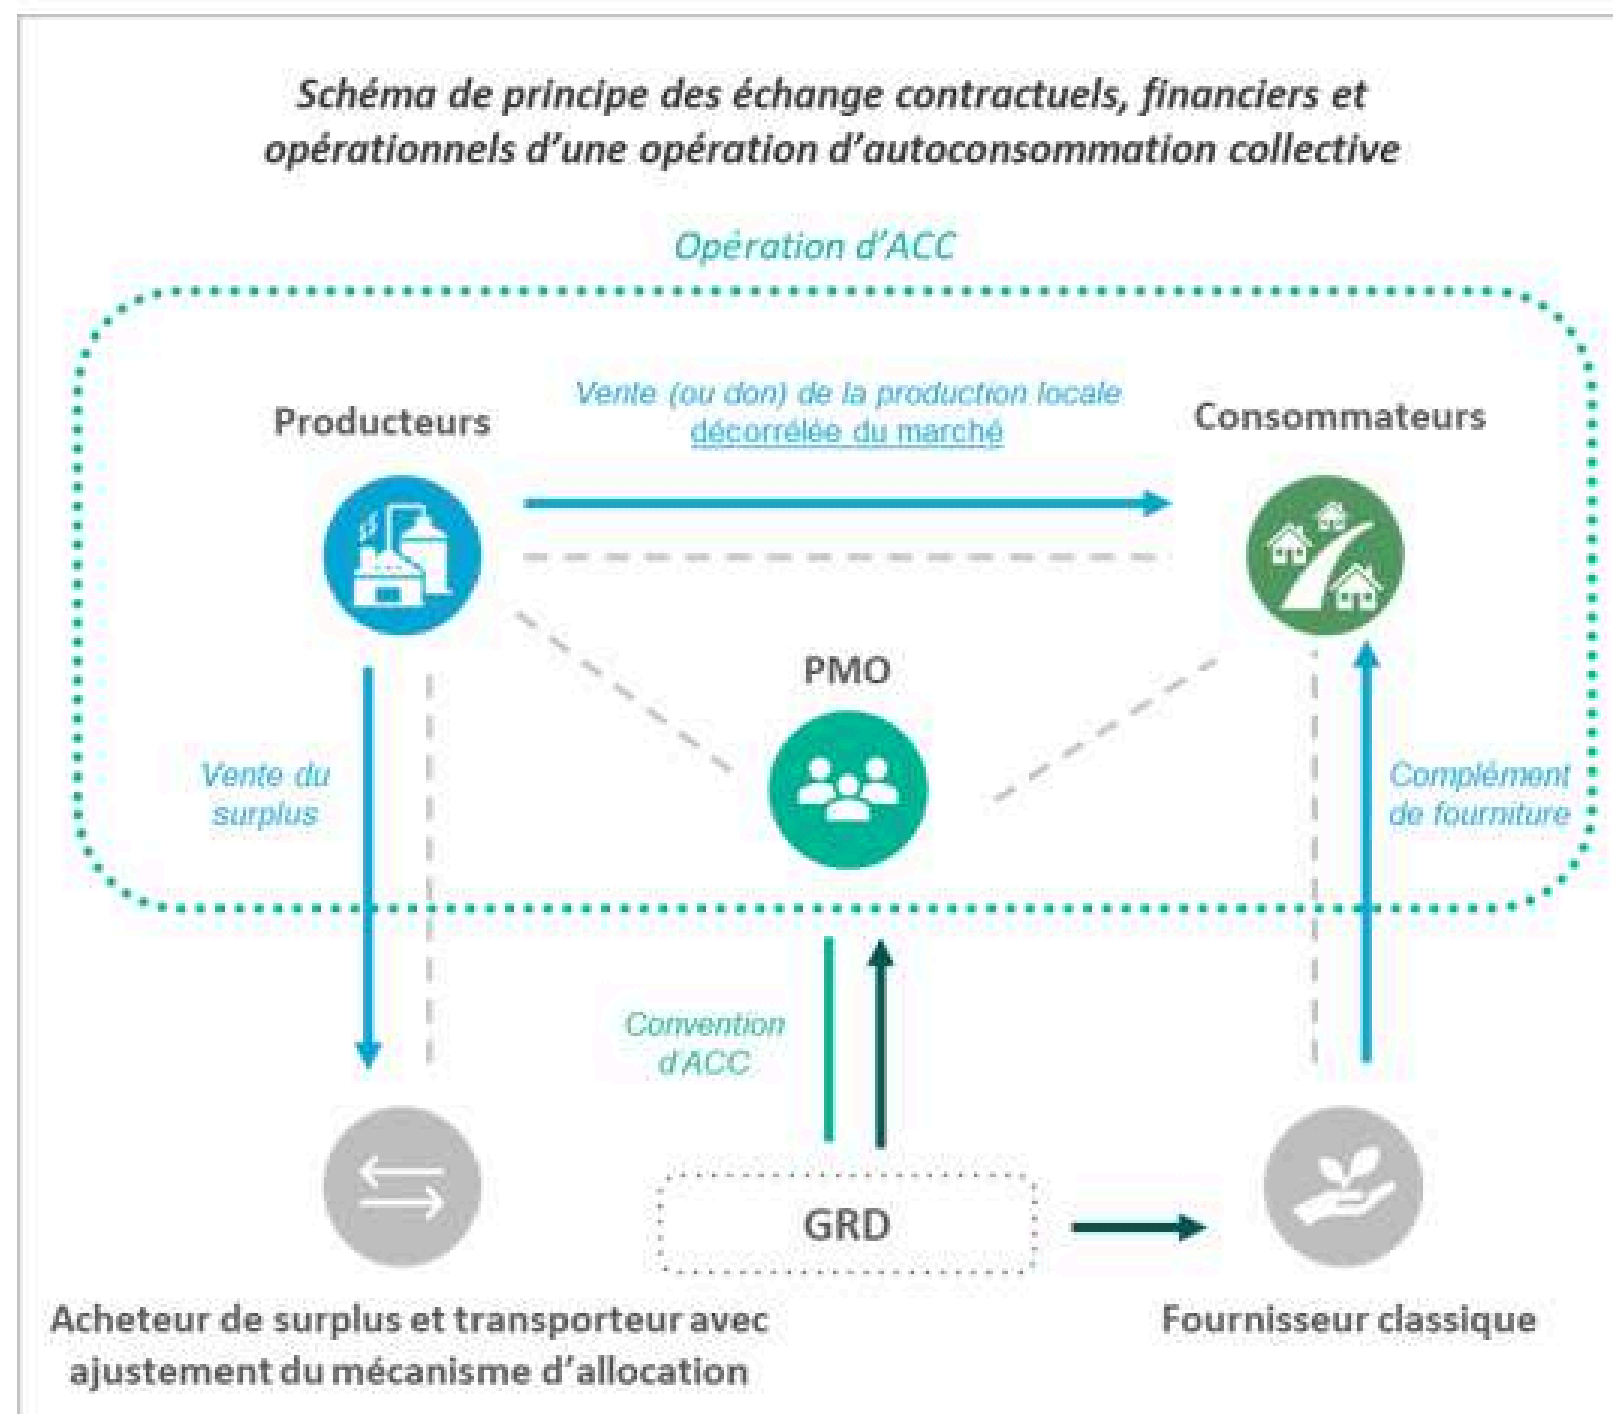 Schéma de principe des échange contractuels, financiers et
opérationnels d'une opération d'autoconsommation collective
Opération d'ACC
Vente (ou don) de la production locale
décorrélée du marché
Producteurs
Consommateurs
PMO
Vente du
surplus
Complément
de fourniture
Convention
d'ACC
GRD
Acheteur de surplus et transporteur avec
ajustement du mécanisme d'allocation
Fournisseur classique